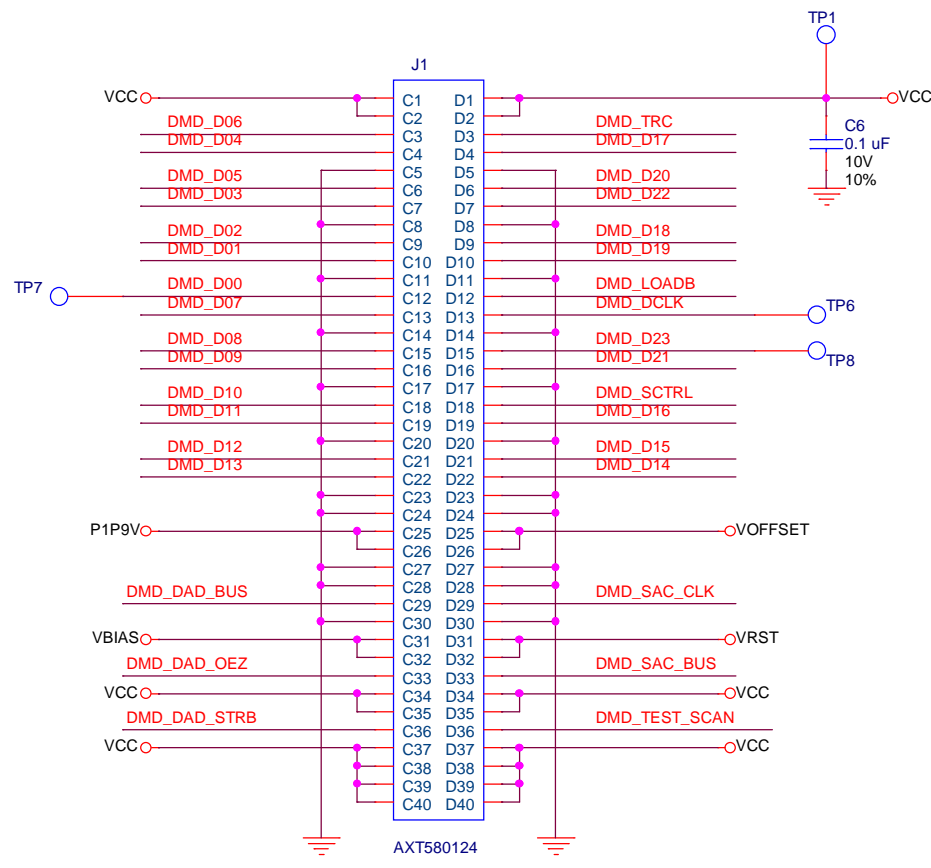 TP1
J1
VCC C1 D1 VCC
C2 D2
DMD_D06 C3 D3 DMD_TRC
DMD_D04 C4 D4 DMD_D17
C5 D5
DMD_D05 C6 D6 DMD_D20
DMD_D03 C7 D7 DMD_D22
C8 D8
DMD_D02 C9 D9 DMD_D18
DMD_D01 C10 D10 DMD_D19
C11 D11
TP7 DMD_D00 C12 D12 DMD_LOADB
DMD_D07 C13 D13 DMD_DCLK TP6
C14 D14
DMD_D08 C15 D15 DMD_D23 TP8
DMD_D09 C16 D16 DMD_D21
C17 D17
DMD_D10 C18 D18 DMD_SCTRL
DMD_D11 C19 D19 DMD_D16
C20 D20
DMD_D12 C21 D21 DMD_D15
DMD_D13 C22 D22 DMD_D14
C23 D23
C24 D24
P1P9V C25 D25 VOFFSET
C26 D26
C27 D27
C28 D28
DMD_DAD_BUS C29 D29 DMD_SAC_CLK
C30 D30
VBIAS C31 D31 VRST
C32 D32
DMD_DAD_OEZ C33 D33 DMD_SAC_BUS
VCC C34 D34 VCC
C35 D35
DMD_DAD_STRB C36 D36 DMD_TEST_SCAN
VCC C37 D37 VCC
C38 D38
C39 D39
C40 D40
AXT580124
C6
0.1 uF
10V
10%